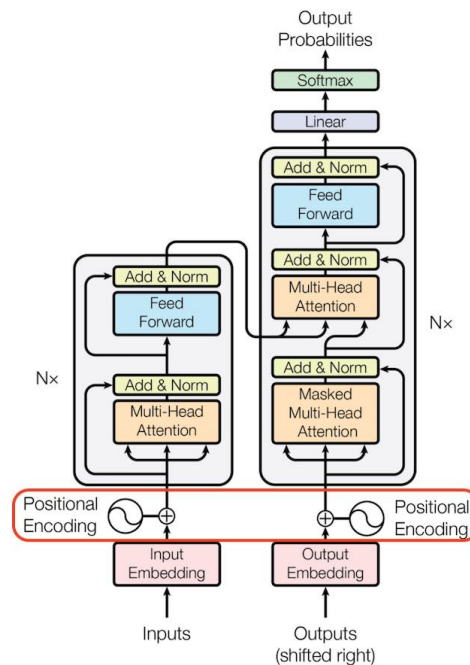 Output
Probabilities
Softmax
Linear
Add & Norm
Feed
Forward
Add & Norm
Multi-Head
Attention
Add & Norm
Masked
Multi-Head
Attention
Nx
Add & Norm
Feed
Forward
Add & Norm
Multi-Head
Attention
Nx
Positional
Encoding
Positional
Encoding
Input
Embedding
Output
Embedding
Inputs
Outputs
(shifted right)